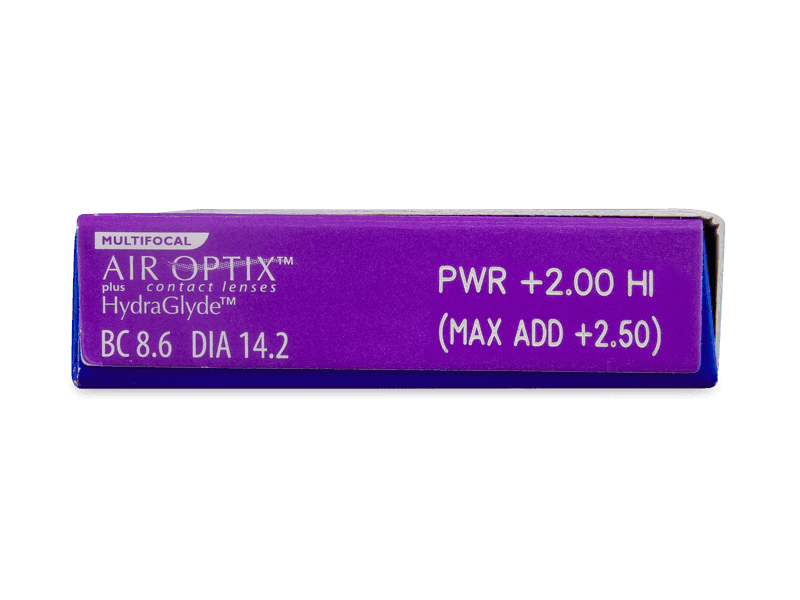 MULTIFOCAL
AIR OPTIX™
plus contact lenses
HydraGlyde™
BC 8.6 DIA 14.2
PWR +2.00 HI
(MAX ADD +2.50)